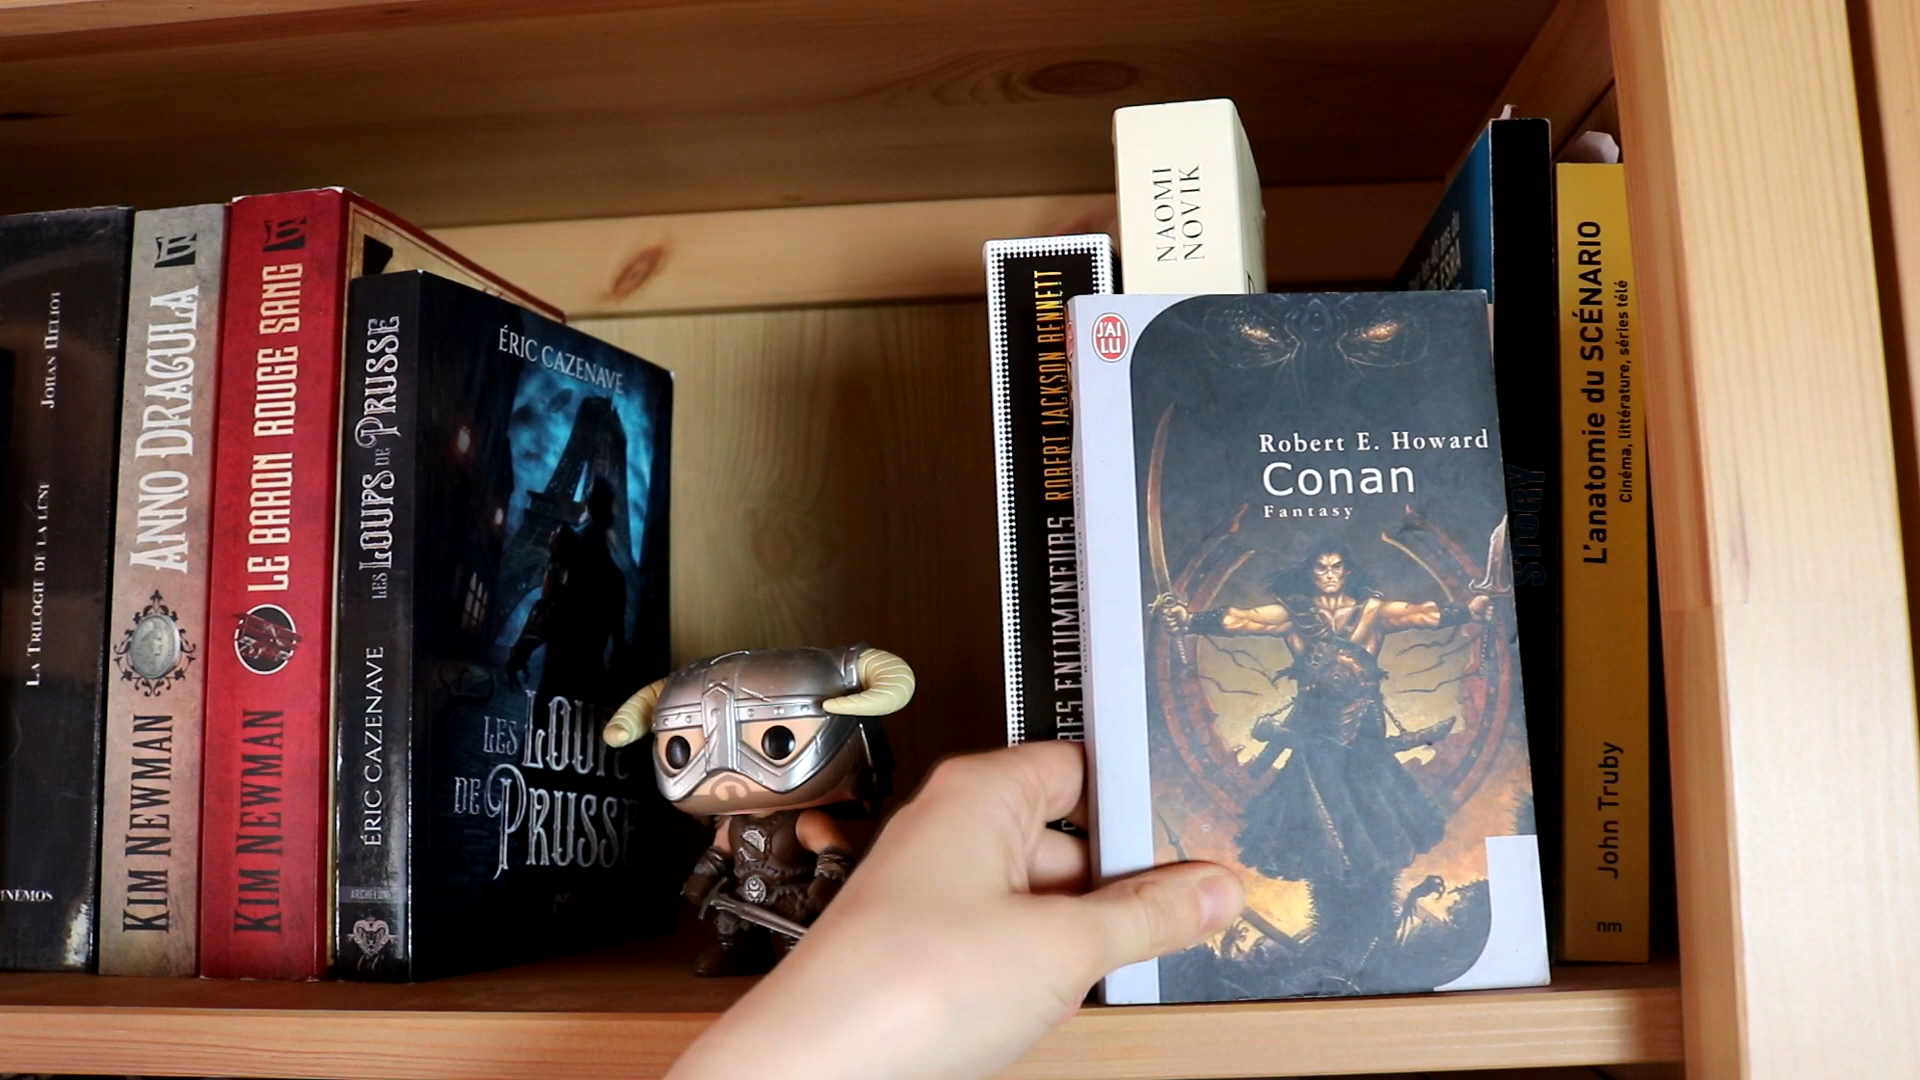 JOHAN HELIOT
LA TRILOGIE DE LA LUNE
ANNO DRACULA
KIM NEWMAN
LE BARON ROUGE SANG
KIM NEWMAN
LES LOUPS DE PRUSSE
ÉRIC CAZENAVE
ÉRIC CAZENAVE
LES
DE PRUSSE
ROBERT JACKSON BENNETT
ENLUMINEURS
NAOMI
NOVIK
J'AI
LU
Robert E. Howard
Conan
Fantasy
STORY
L'anatomie du SCÉNARIO
Cinéma, littérature, séries télé
John Truby
nm